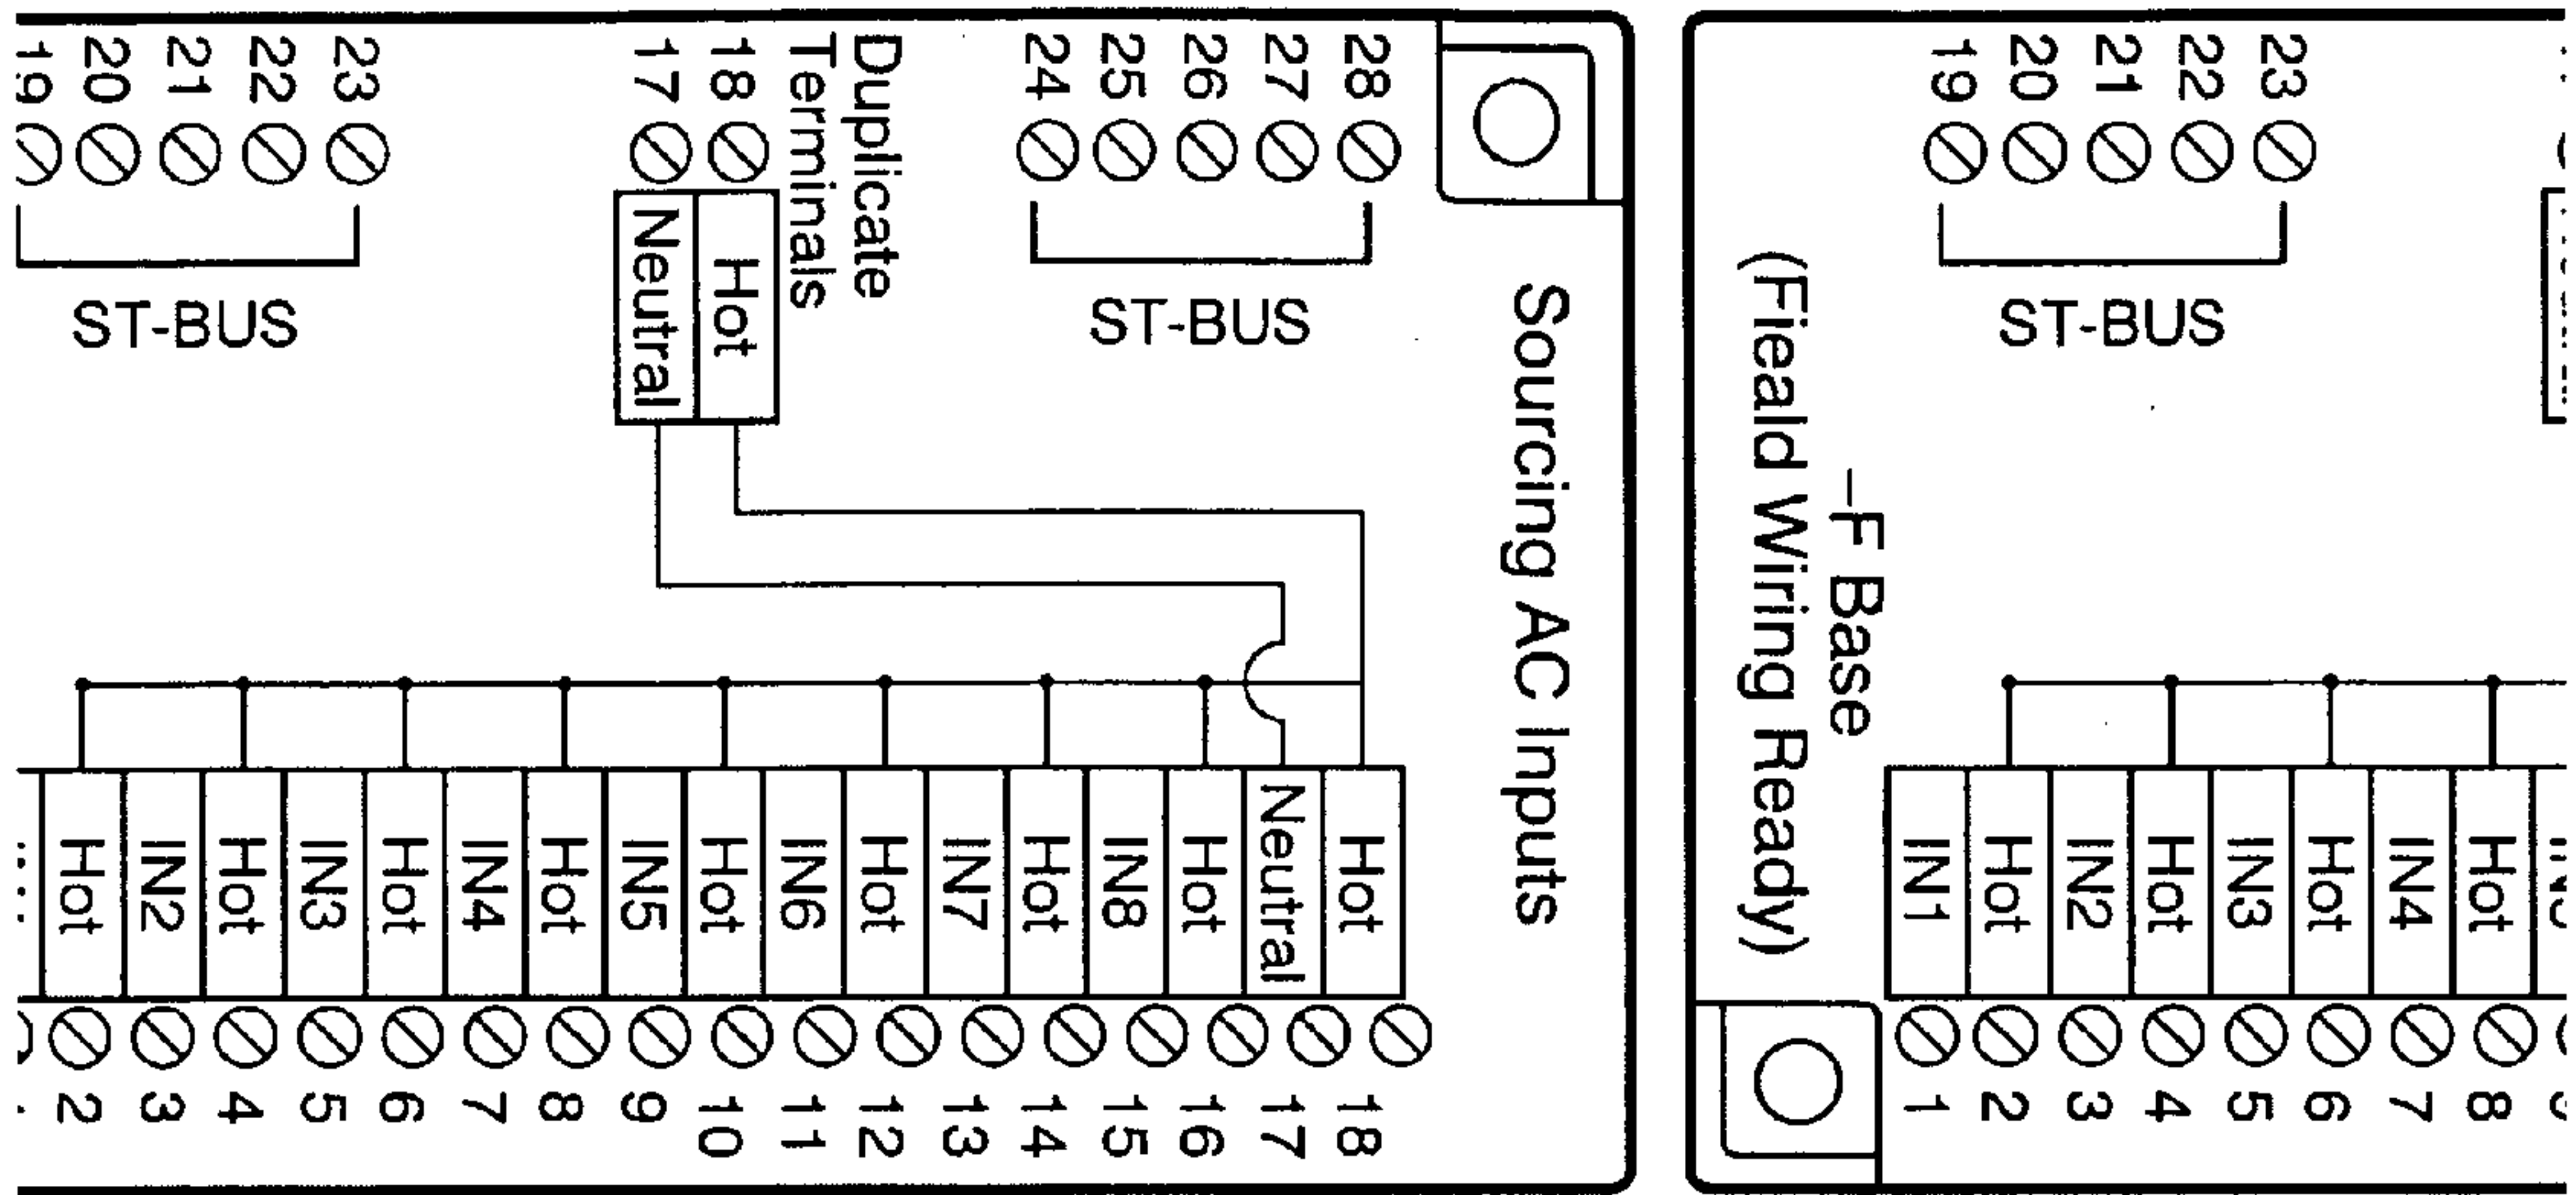 19 20 21 22 23
ST-BUS
17 18
Duplicate
Terminals
Neutral
Hot
24 25 26 27 28
ST-BUS
Sourcing AC Inputs
Hot IN2 Hot IN3 Hot IN4 Hot IN5 Hot IN6 Hot IN7 Hot IN8 Hot Neutral Hot
2 3 4 5 6 7 8 9 10 11 12 13 14 15 16 17 18
–F Base
(Fieald Wiring Ready)
19 20 21 22 23
ST-BUS
IN1 Hot IN2 Hot IN3 Hot IN4 Hot
1 2 3 4 5 6 7 8